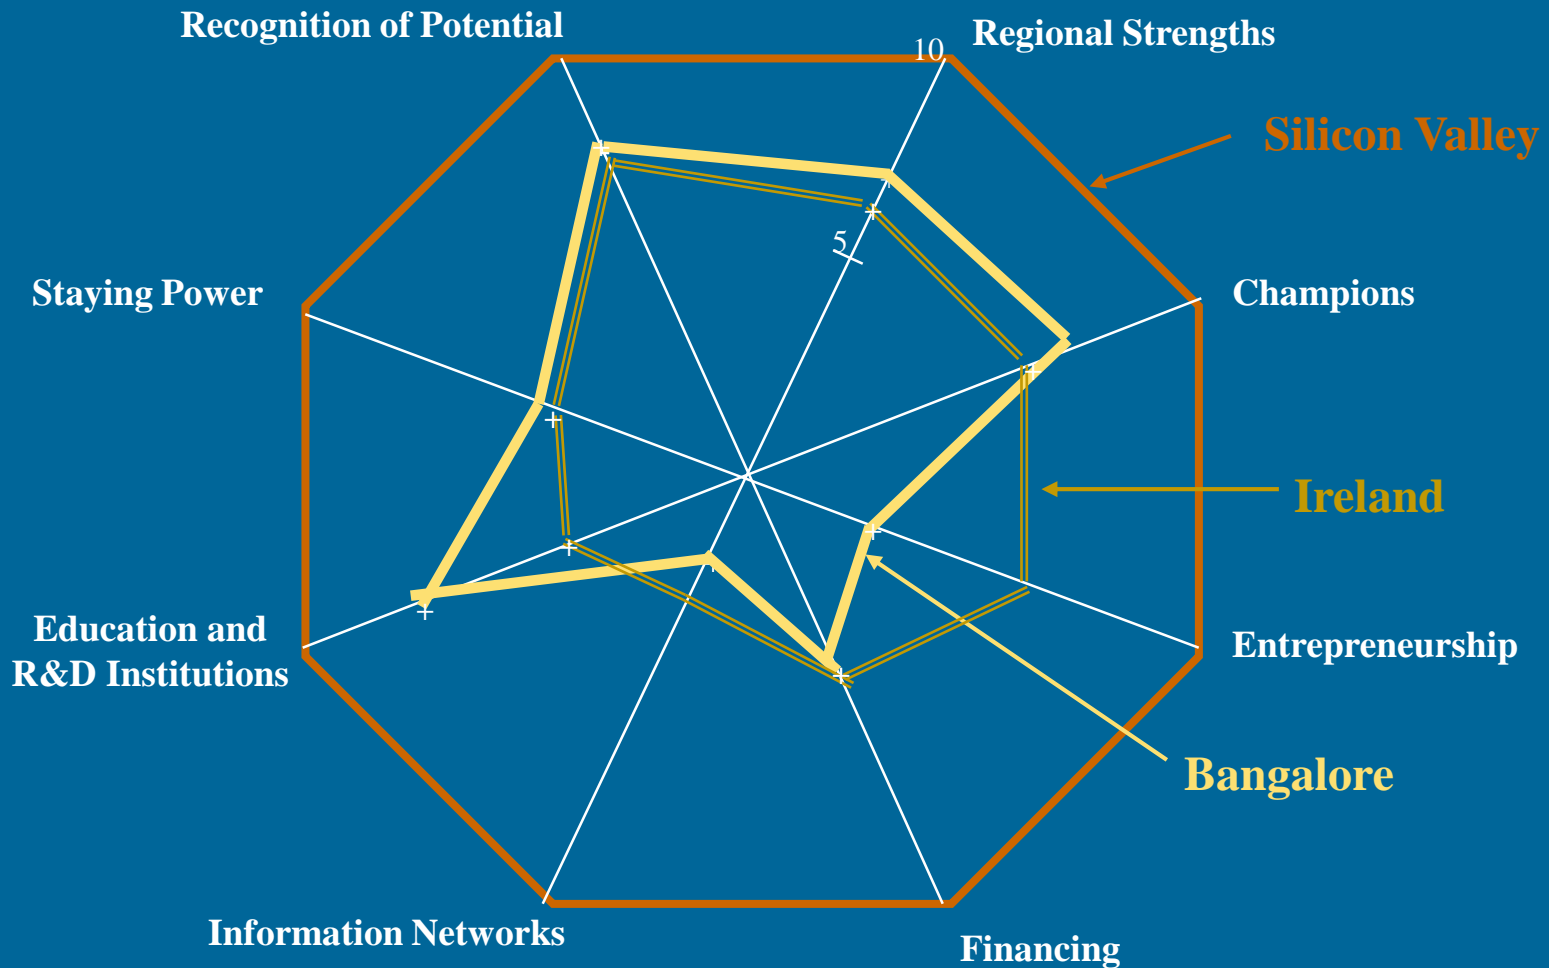 Recognition of Potential
10
Regional Strengths
Silicon Valley
5
Staying Power
Champions
Ireland
Education and
R&D Institutions
Entrepreneurship
Bangalore
Information Networks
Financing